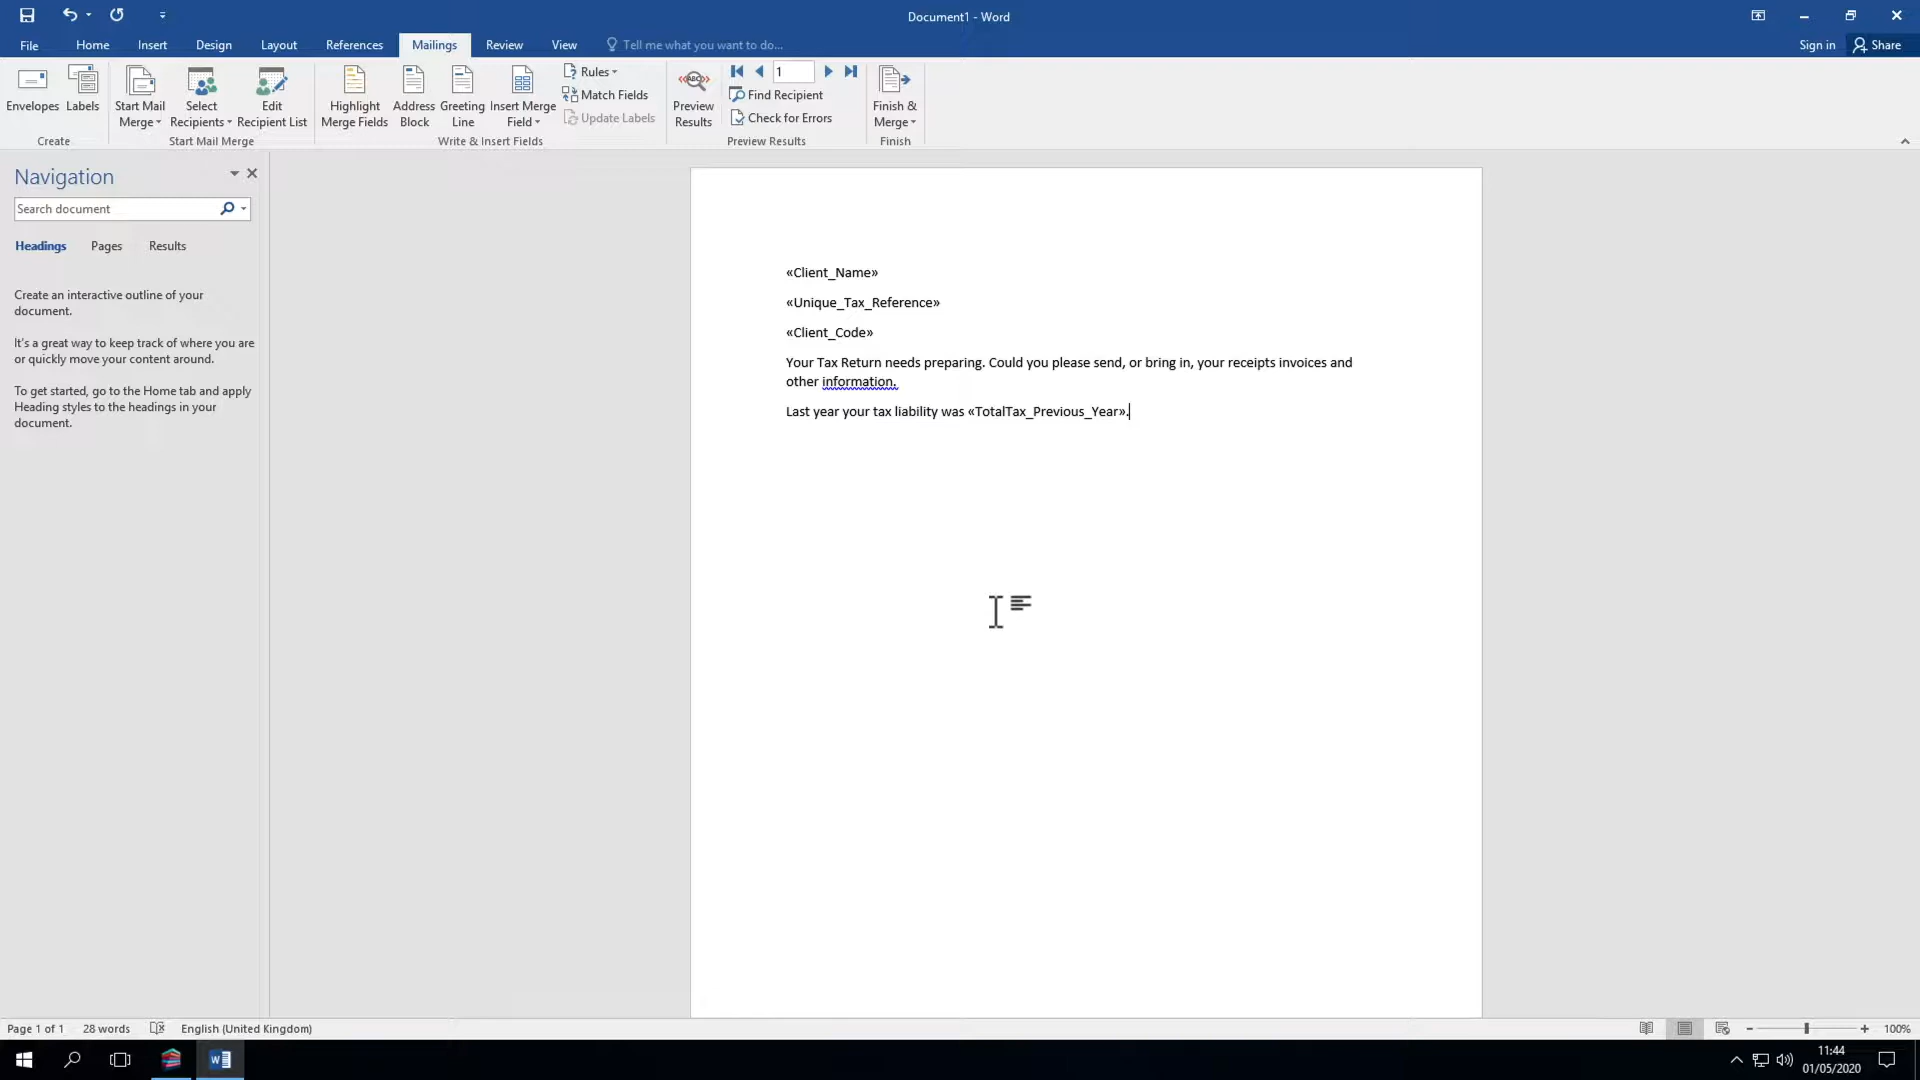 Document1 - Word
File Home Insert Design Layout References Mailings Review View Tell me what you want to do... Sign in Share
Envelopes Labels
Create
Start Mail Merge Select Recipients Edit Recipient List
Start Mail Merge
Highlight Merge Fields Address Block Greeting Line Insert Merge Field
Rules
Match Fields
Update Labels
Write & Insert Fields
«ABC»
Preview Results
1
Find Recipient
Check for Errors
Preview Results
Finish & Merge
Finish
Navigation
Search document
Headings Pages Results
Create an interactive outline of your
document.
It's a great way to keep track of where you are
or quickly move your content around.
To get started, go to the Home tab and apply
Heading styles to the headings in your
document.
«Client_Name»
«Unique_Tax_Reference»
«Client_Code»
Your Tax Return needs preparing. Could you please send, or bring in, your receipts invoices and
other information.
Last year your tax liability was «TotalTax_Previous_Year».
Page 1 of 1 28 words English (United Kingdom) 100%
11:44
01/05/2020